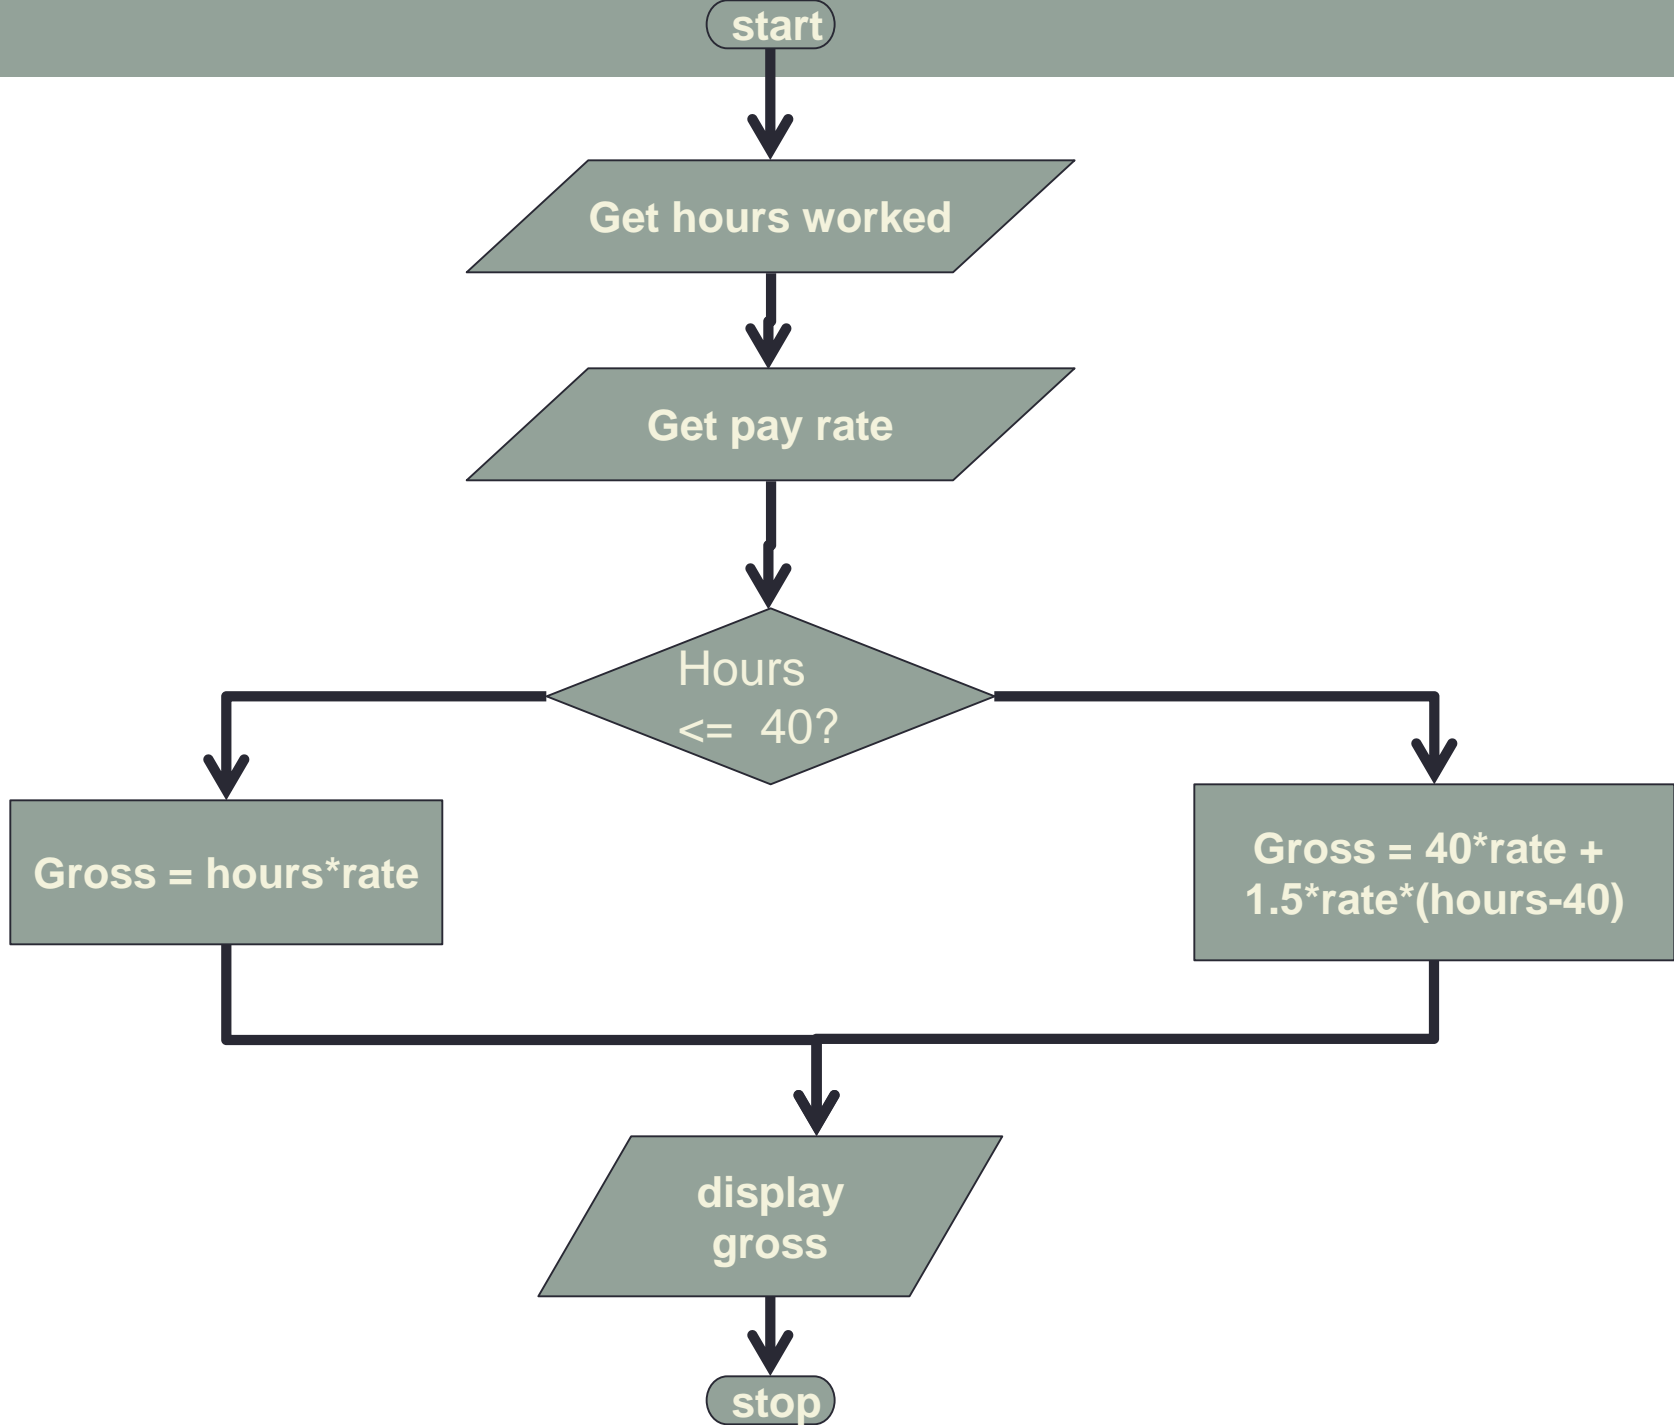 start
Get hours worked
Get pay rate
Hours
<= 40?
Gross = hours*rate
Gross = 40*rate +
1.5*rate*(hours-40)
display
gross
stop